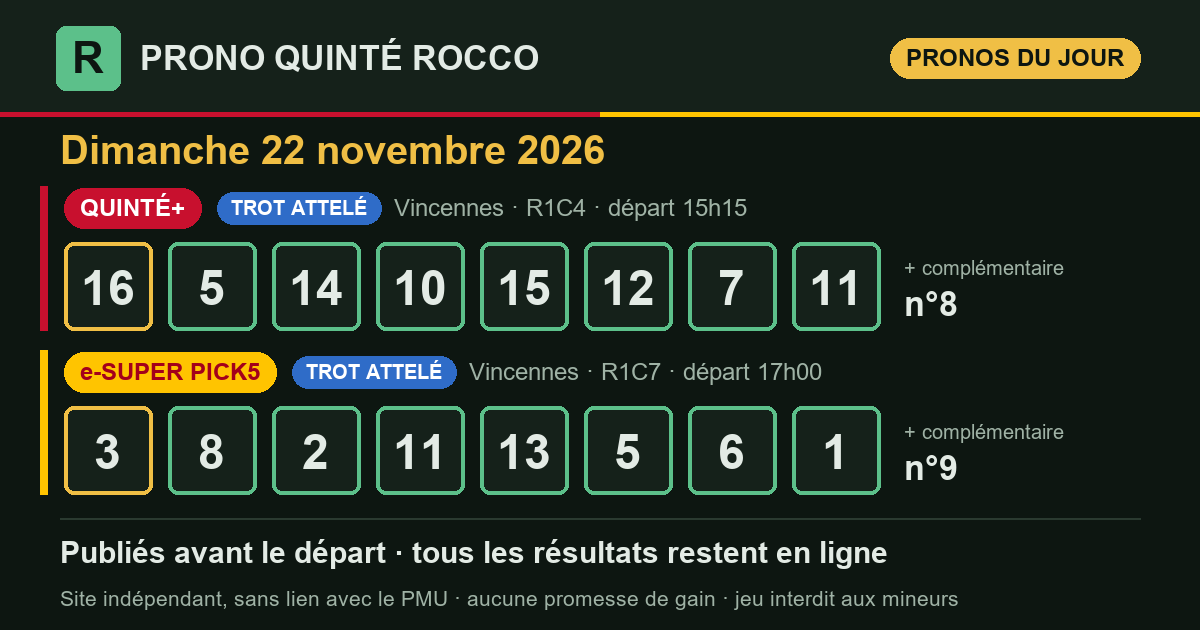 R PRONO QUINTÉ ROCCO PRONOS DU JOUR
Dimanche 22 novembre 2026
QUINTÉ+ TROT ATTELÉ Vincennes · R1C4 · départ 15h15
16 5 14 10 15 12 7 11 + complémentaire
n°8
e-SUPER PICK5 TROT ATTELÉ Vincennes · R1C7 · départ 17h00
3 8 2 11 13 5 6 1 + complémentaire
n°9
Publiés avant le départ · tous les résultats restent en ligne
Site indépendant, sans lien avec le PMU · aucune promesse de gain · jeu interdit aux mineurs